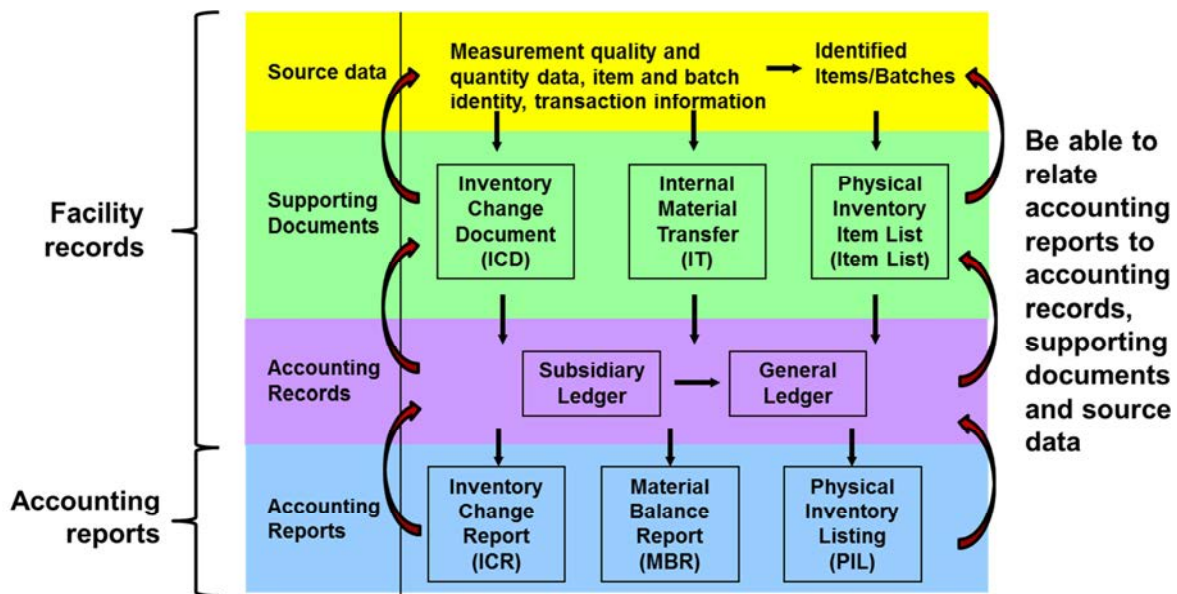 Source data
Measurement quality and
quantity data, item and batch
identity, transaction information
Identified
Items/Batches
Facility
records
Supporting
Documents
Inventory
Change
Document
(ICD)
Internal
Material
Transfer
(IT)
Physical
Inventory
Item List
(Item List)
Accounting
Records
Subsidiary
Ledger
General
Ledger
Accounting
reports
Accounting
Reports
Inventory
Change
Report
(ICR)
Material
Balance
Report
(MBR)
Physical
Inventory
Listing
(PIL)
Be able to
relate
accounting
reports to
accounting
records,
supporting
documents
and source
data